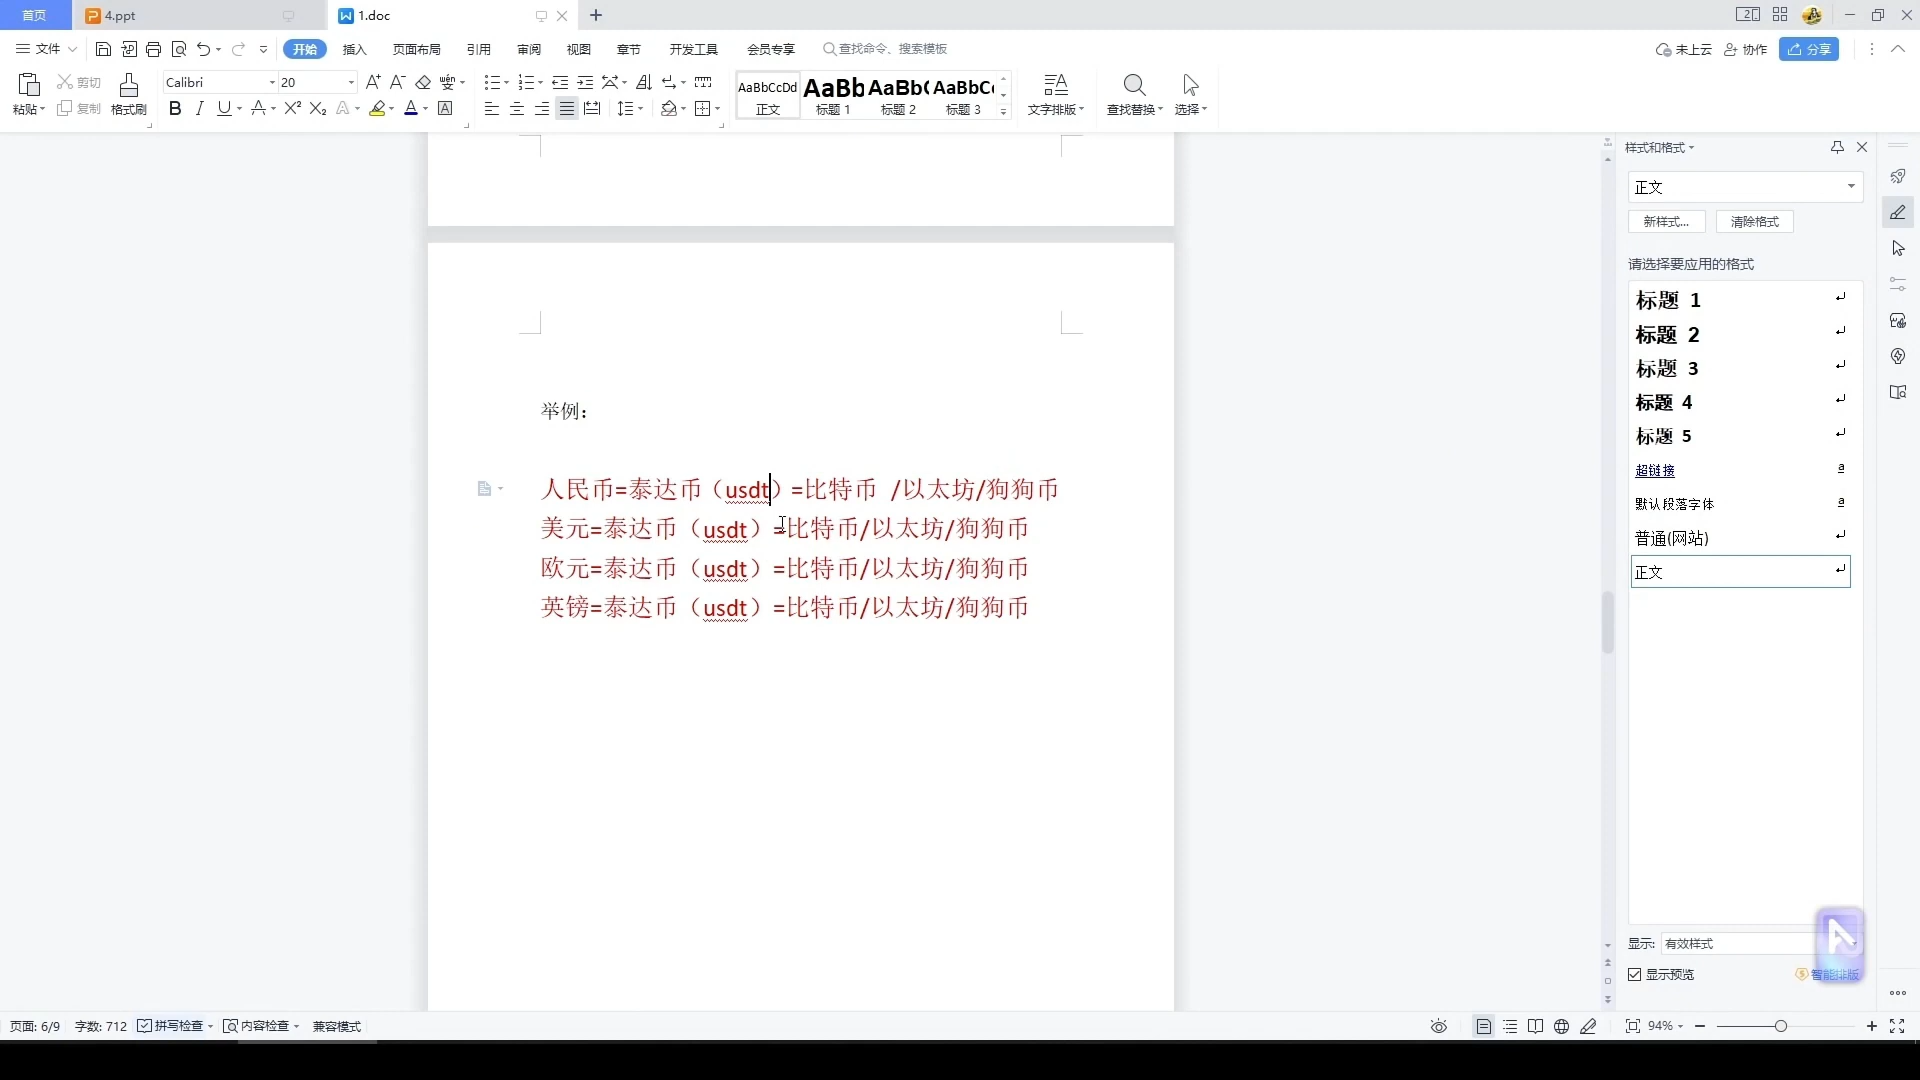 首页 4.ppt 1.doc
文件 开始 插入 页面布局 引用 审阅 视图 章节 开发工具 会员专享 查找命令、搜索模板 未上云 协作 分享
粘贴 剪切 复制 格式刷 Calibri 20 AaBbCcDd 正文 AaBb 标题 1 AaBb( 标题 2 AaBbC 标题 3 文字排版 查找替换 选择
样式和格式
正文
新样式... 清除格式
请选择要应用的格式
标题 1
标题 2
标题 3
标题 4
标题 5
超链接
默认段落字体
普通(网站)
正文
举例：
人民币=泰达币（usdt）=比特币 /以太坊/狗狗币
美元=泰达币（usdt）=比特币/以太坊/狗狗币
欧元=泰达币（usdt）=比特币/以太坊/狗狗币
英镑=泰达币（usdt）=比特币/以太坊/狗狗币
显示: 有效样式
显示预览 智能排版
页面: 6/9 字数: 712 拼写检查 内容检查 兼容模式 94%